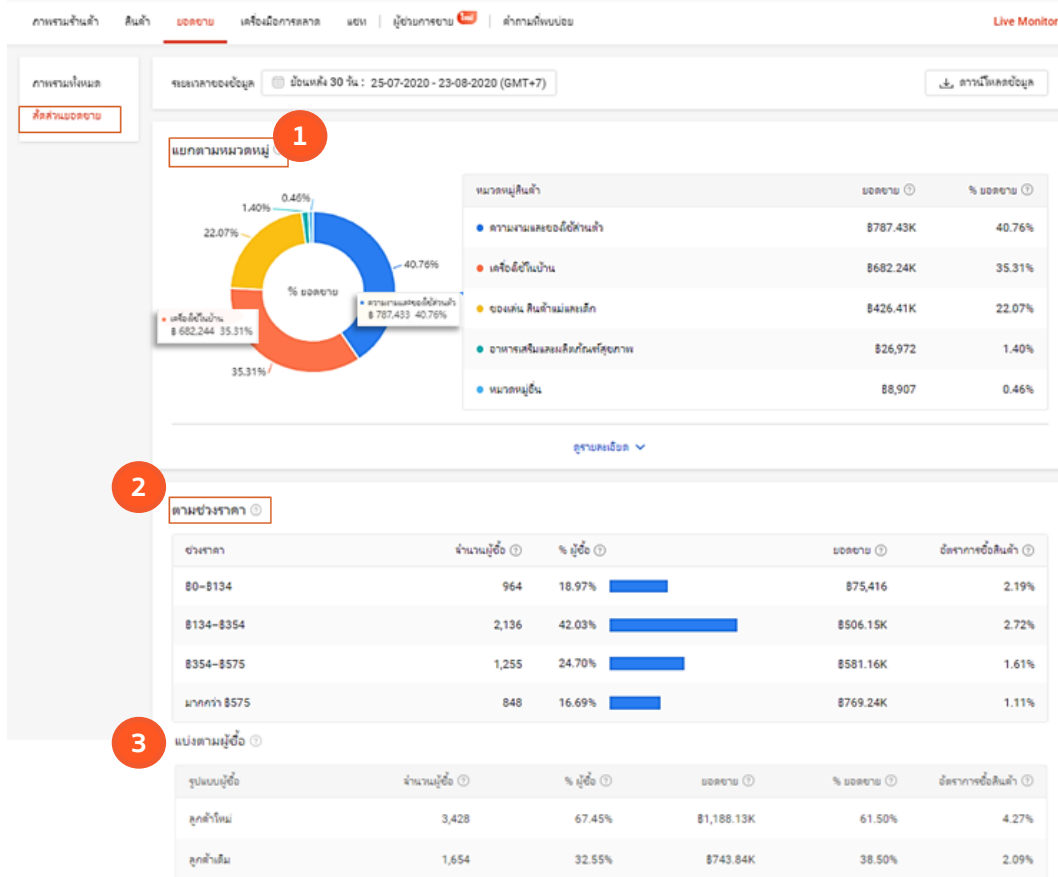 ภาพรวมร้านค้า สินค้า ยอดขาย เครื่องมือการตลาด แชท ผู้ช่วยการขาย ใหม่ คำถามที่พบบ่อย Live Monitor
ภาพรวมทั้งหมด
สัดส่วนยอดขาย
ระยะเวลาของข้อมูล ย้อนหลัง 30 วัน : 25-07-2020 - 23-08-2020 (GMT+7) ดาวน์โหลดข้อมูล
1
แยกตามหมวดหมู่
0.46%
1.40%
22.07%
40.76%
% ยอดขาย
ความงามและของใช้ส่วนตัว
฿ 787,433 40.76%
เครื่องใช้ในบ้าน
฿ 682,244 35.31%
35.31%
หมวดหมู่สินค้า ยอดขาย % ยอดขาย
ความงามและของใช้ส่วนตัว ฿787.43K 40.76%
เครื่องใช้ในบ้าน ฿682.24K 35.31%
ของเล่น สินค้าแม่และเด็ก ฿426.41K 22.07%
อาหารเสริมและผลิตภัณฑ์สุขภาพ ฿26,972 1.40%
หมวดหมู่อื่น ฿8,907 0.46%
ดูรายละเอียด
2
ตามช่วงราคา
ช่วงราคา จำนวนผู้ซื้อ % ผู้ซื้อ ยอดขาย อัตราการซื้อสินค้า
฿0-฿134 964 18.97% ฿75,416 2.19%
฿134-฿354 2,136 42.03% ฿506.15K 2.72%
฿354-฿575 1,255 24.70% ฿581.16K 1.61%
มากกว่า ฿575 848 16.69% ฿769.24K 1.11%
3
แบ่งตามผู้ซื้อ
รูปแบบผู้ซื้อ จำนวนผู้ซื้อ % ผู้ซื้อ ยอดขาย % ยอดขาย อัตราการซื้อสินค้า
ลูกค้าใหม่ 3,428 67.45% ฿1,188.13K 61.50% 4.27%
ลูกค้าเดิม 1,654 32.55% ฿743.84K 38.50% 2.09%